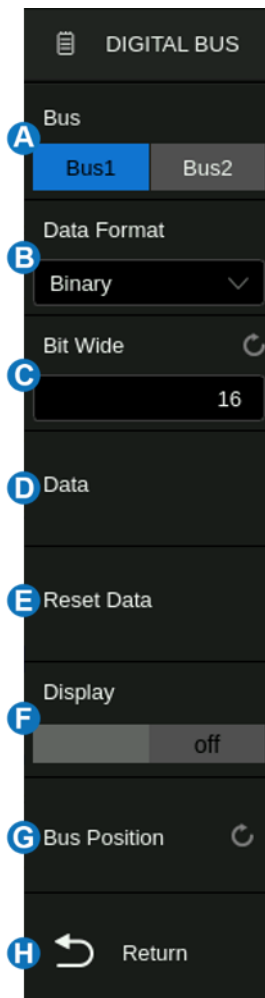 DIGITAL BUS
Bus
A
Bus1 Bus2
Data Format
B
Binary
Bit Wide
C
16
D Data
E Reset Data
Display
F
off
G Bus Position
H Return